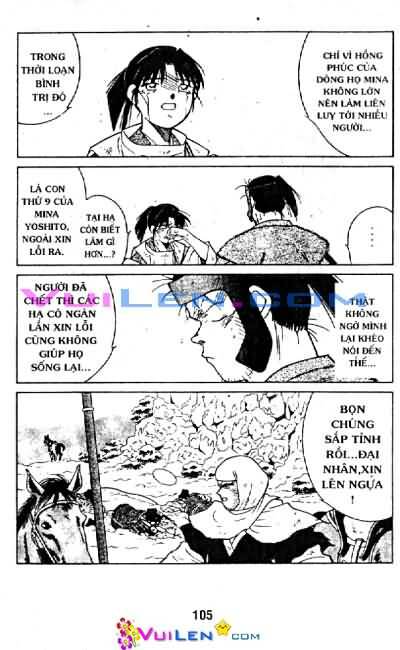 TRONG
THỜI LOẠN
BÌNH
TRỊ ĐÔ
...
CHỈ VÌ HỒNG
PHÚC CỦA
DÒNG HỌ MINA
KHÔNG LỚN
NÊN LÀM LIÊN
LUỴ TỚI NHIỀU
NGƯỜI...
LÀ CON
THỨ 9 CỦA
MINA
YOSHITO,
NGOÀI XIN
LỖI RA.
TẠI HẠ
CÒN BIẾT
LÀM GÌ
HƠN...?
...
NGƯỜI ĐÃ
CHẾT THÌ CÁC
HẠ CÓ NGÀN
LẦN XIN LỖI
CŨNG KHÔNG
GIÚP HỌ
SỐNG LẠI...
VUILEN.COM
THẬT
KHÔNG
NGỜ MÌNH
LẠI KHÉO
NÓI ĐẾN
THẾ...
BỌN
CHÚNG
SẮP TỈNH
RỒI...ĐẠI
NHÂN,XIN
LÊN NGỰA
!
105
VUILEN.COM